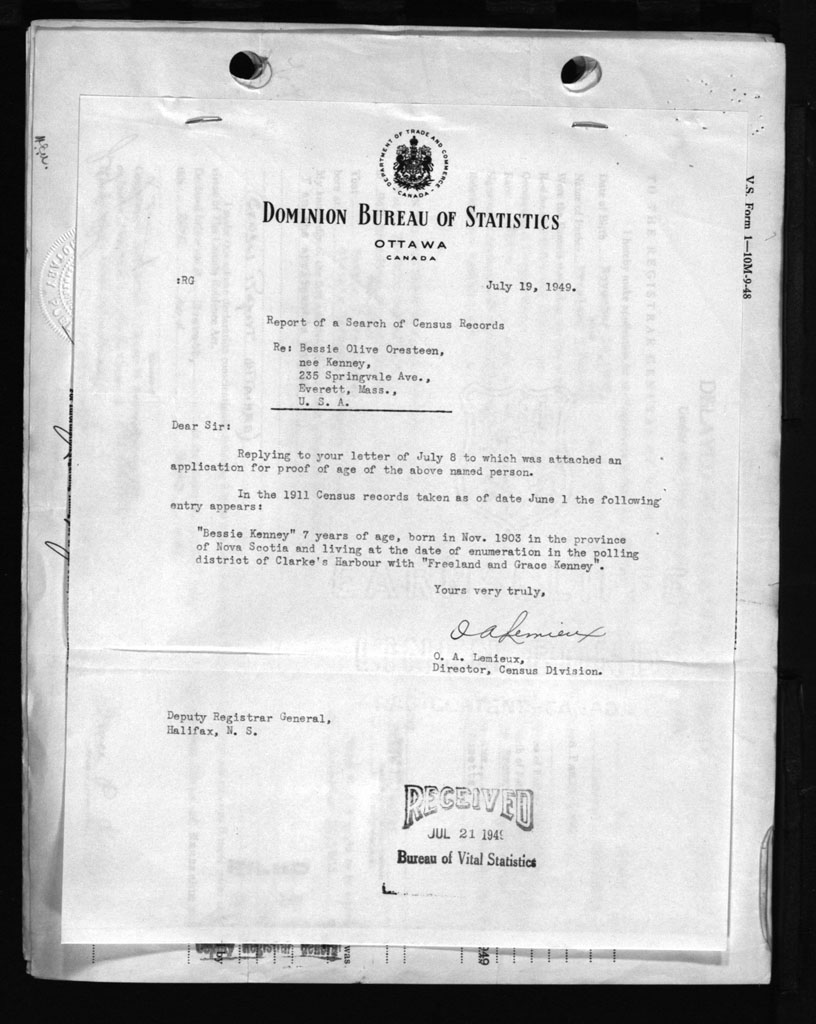 DEPARTMENT OF TRADE AND COMMERCE
CANADA
DOMINION BUREAU OF STATISTICS
OTTAWA
CANADA
:RG
July 19, 1949.
Report of a Search of Census Records
Re: Bessie Olive Oresteen,
nee Kenney,
235 Springvale Ave.,
Everett, Mass.,
U. S. A.
Dear Sir:
Replying to your letter of July 8 to which was attached an
application for proof of age of the above named person.
In the 1911 Census records taken as of date June 1 the following
entry appears:
"Bessie Kenney" 7 years of age, born in Nov. 1903 in the province
of Nova Scotia and living at the date of enumeration in the polling
district of Clarke's Harbour with "Freeland and Grace Kenney".
Yours very truly,
O A Lemieux
O. A. Lemieux,
Director, Census Division.
Deputy Registrar General,
Halifax, N. S.
RECEIVED
JUL 21 1949
Bureau of Vital Statistics
V.S. Form 1—10M-9-48